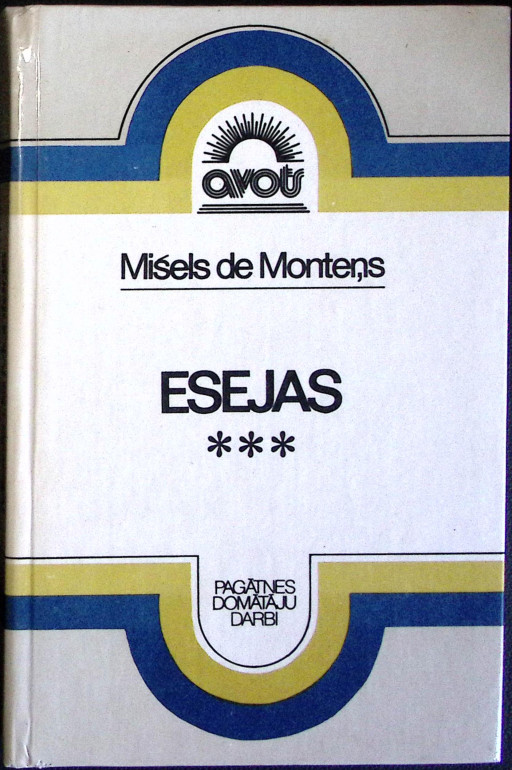 avots
Mišels de Monteņs
ESEJAS
***
PAGĀTNES
DOMĀTĀJU
DARBI